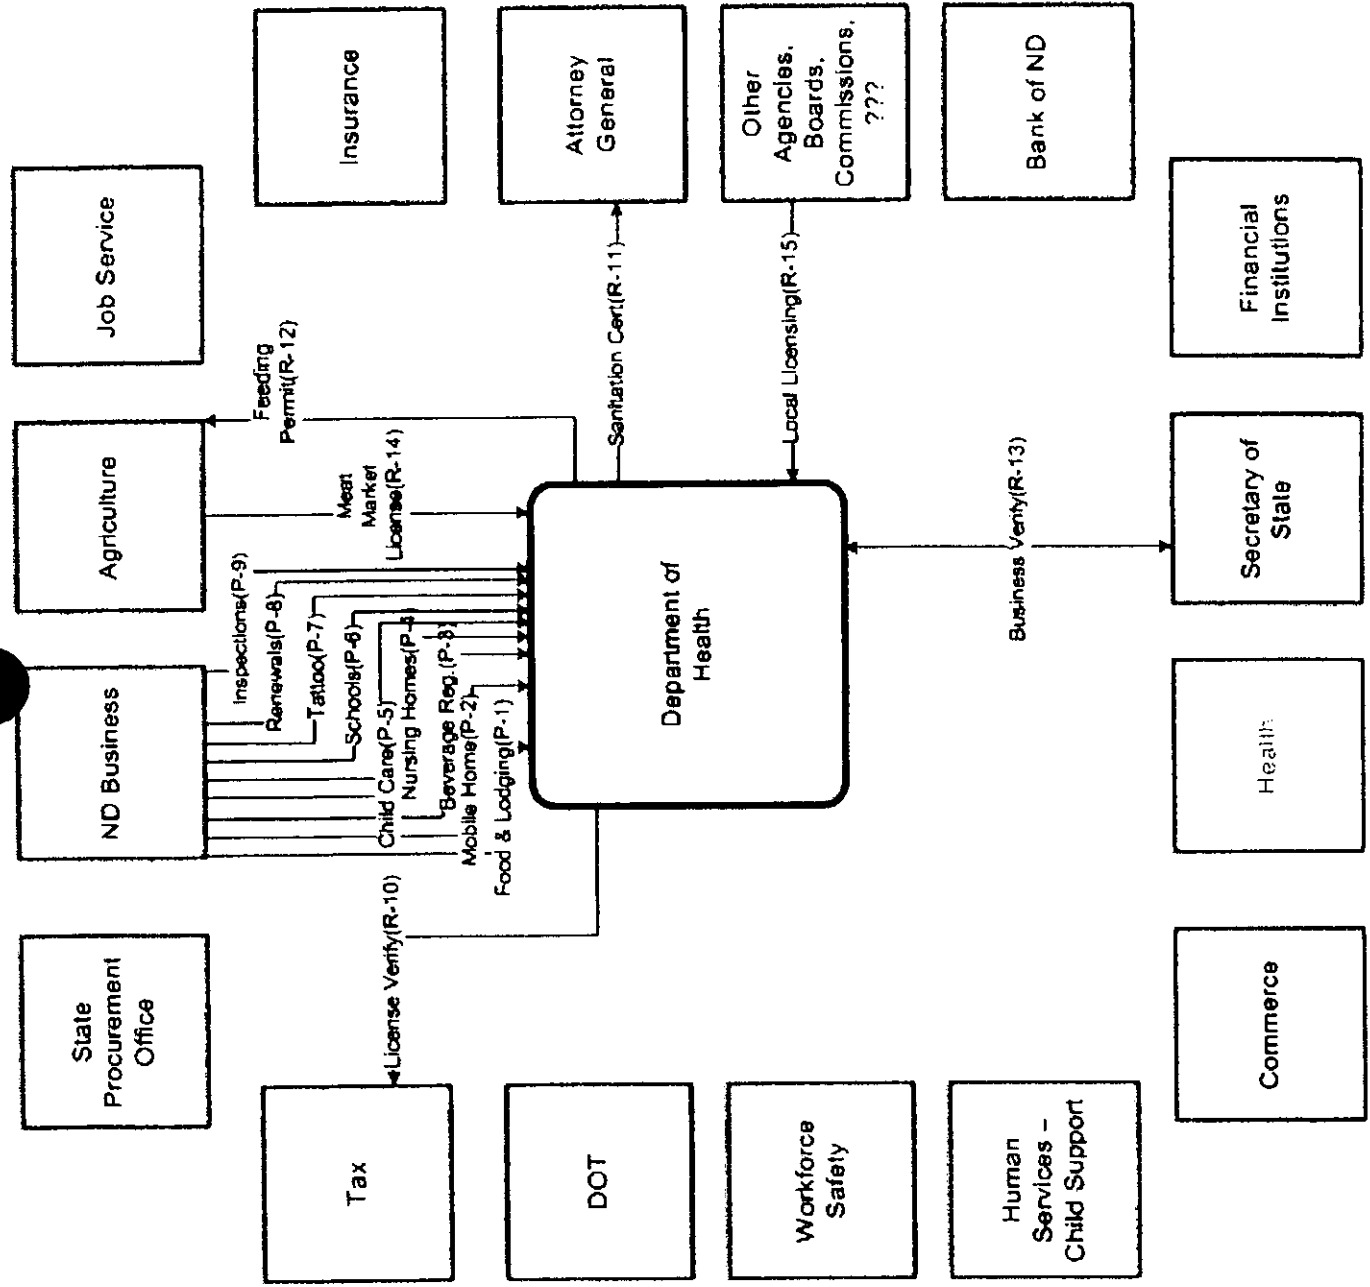 State
Procurement
Office
ND Business
Agriculture
Job Service
Tax
License Verify(R-10)
Inspections(P-9)
Renewals(P-8)
Tattoo(P-7)
Schools(P-6)
Child Care(P-5)
Nursing Homes(P-4
Beverage Reg.(P-3)
Mobile Home(P-2)
Food & Lodging(P-1)
Meat
Market
License(R-14)
Feeding
Permit(R-12)
Insurance
DOT
Department of
Health
Sanitation Cert(R-11)
Attorney
General
Workforce
Safety
Local Licensing(R-15)
Other
Agencies,
Boards,
Commissions,
???
Human
Services –
Child Support
Business Verify(R-13)
Bank of ND
Commerce
Health
Secretary of
State
Financial
Institutions